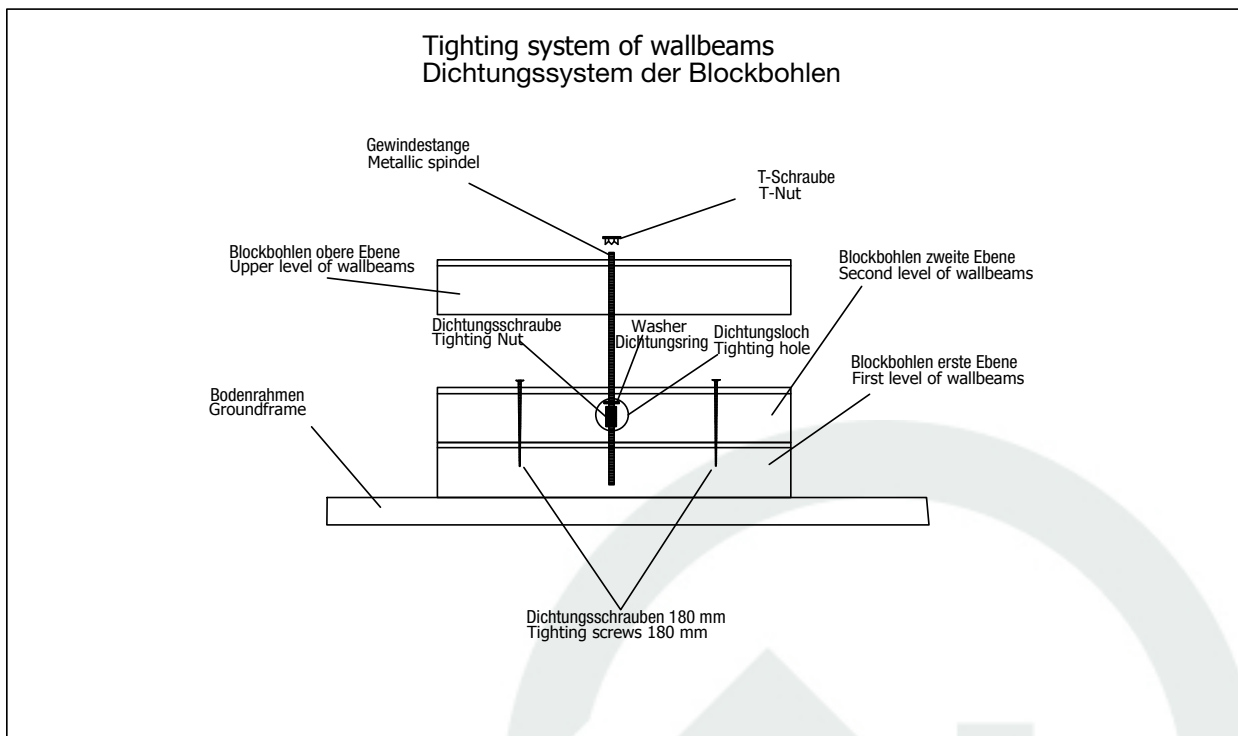 Tighting system of wallbeams
Dichtungssystem der Blockbohlen
Gewindestange
Metallic spindel
T-Schraube
T-Nut
Blockbohlen obere Ebene
Upper level of wallbeams
Blockbohlen zweite Ebene
Second level of wallbeams
Dichtungsschraube
Tighting Nut
Washer
Dichtungsring
Dichtungsloch
Tighting hole
Blockbohlen erste Ebene
First level of wallbeams
Bodenrahmen
Groundframe
Dichtungsschrauben 180 mm
Tighting screws 180 mm